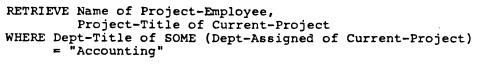 RETRIEVE Name of Project-Employee,
Project-Title of Current-Project
WHERE Dept-Title of SOME (Dept-Assigned of Current-Project)
= "Accounting"